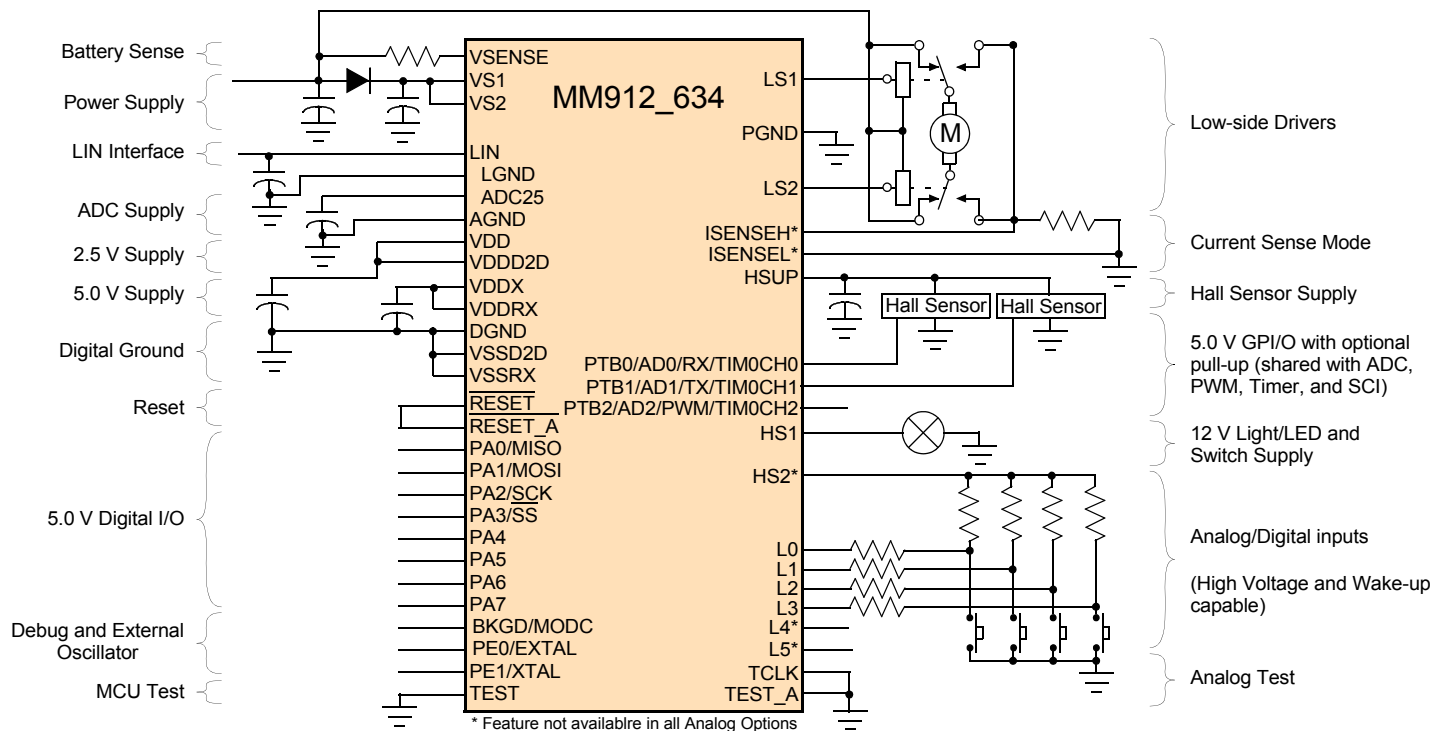 Battery Sense
Power Supply
LIN Interface
ADC Supply
2.5 V Supply
5.0 V Supply
Digital Ground
Reset
5.0 V Digital I/O
Debug and External
Oscillator
MCU Test
MM912_634
VSENSE
VS1
VS2
LIN
LGND
ADC25
AGND
VDD
VDDD2D
VDDX
VDDRX
DGND
VSSD2D
VSSRX
RESET
RESET_A
PA0/MISO
PA1/MOSI
PA2/SCK
PA3/SS
PA4
PA5
PA6
PA7
BKGD/MODC
PE0/EXTAL
PE1/XTAL
TEST
LS1
PGND
LS2
ISENSEH*
ISENSEL*
HSUP
PTB0/AD0/RX/TIM0CH0
PTB1/AD1/TX/TIM0CH1
PTB2/AD2/PWM/TIM0CH2
HS1
HS2*
L0
L1
L2
L3
L4*
L5*
TCLK
TEST_A
M
Hall Sensor
Hall Sensor
Low-side Drivers
Current Sense Mode
Hall Sensor Supply
5.0 V GPI/O with optional
pull-up (shared with ADC,
PWM, Timer, and SCI)
12 V Light/LED and
Switch Supply
Analog/Digital inputs
(High Voltage and Wake-up
capable)
Analog Test
* Feature not availablre in all Analog Options